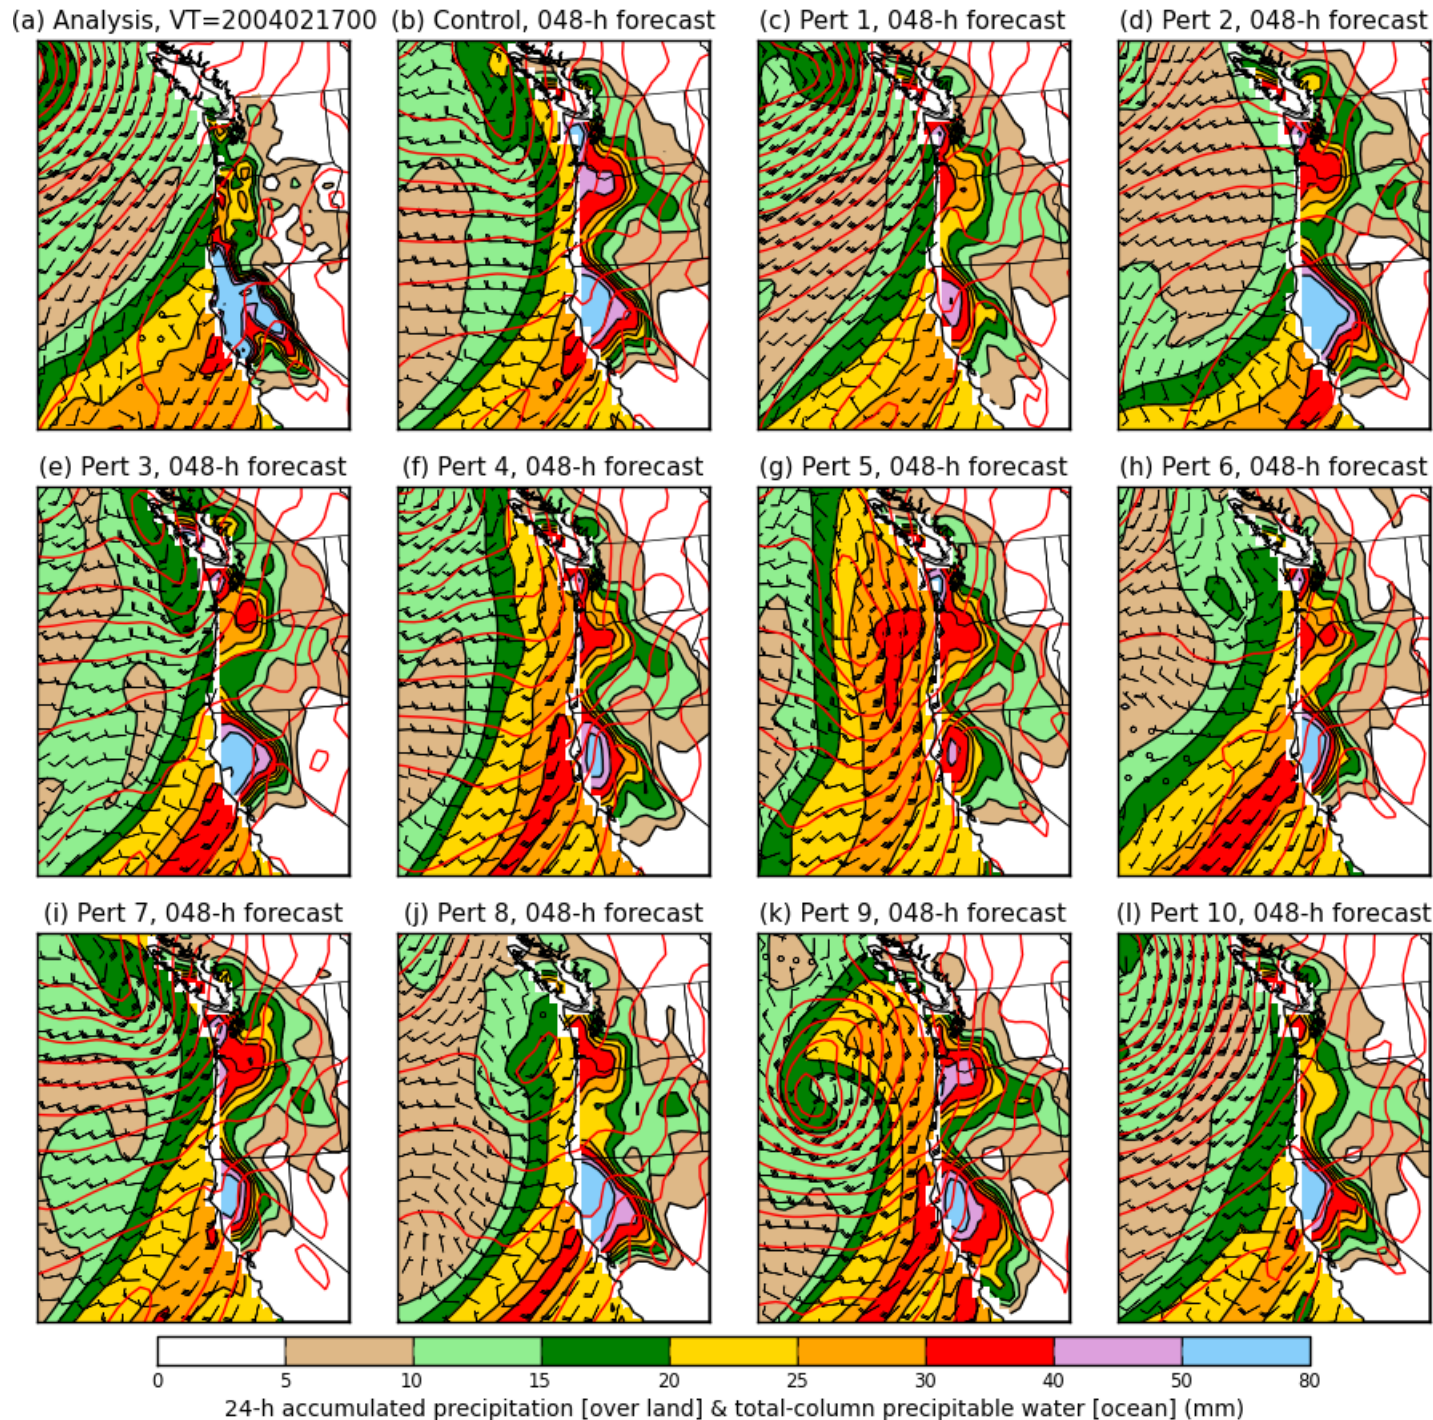 (a) Analysis, VT=2004021700
(b) Control, 048-h forecast
(c) Pert 1, 048-h forecast
(d) Pert 2, 048-h forecast
(e) Pert 3, 048-h forecast
(f) Pert 4, 048-h forecast
(g) Pert 5, 048-h forecast
(h) Pert 6, 048-h forecast
(i) Pert 7, 048-h forecast
(j) Pert 8, 048-h forecast
(k) Pert 9, 048-h forecast
(l) Pert 10, 048-h forecast
0 5 10 15 20 25 30 40 50 80
24-h accumulated precipitation [over land] & total-column precipitable water [ocean] (mm)